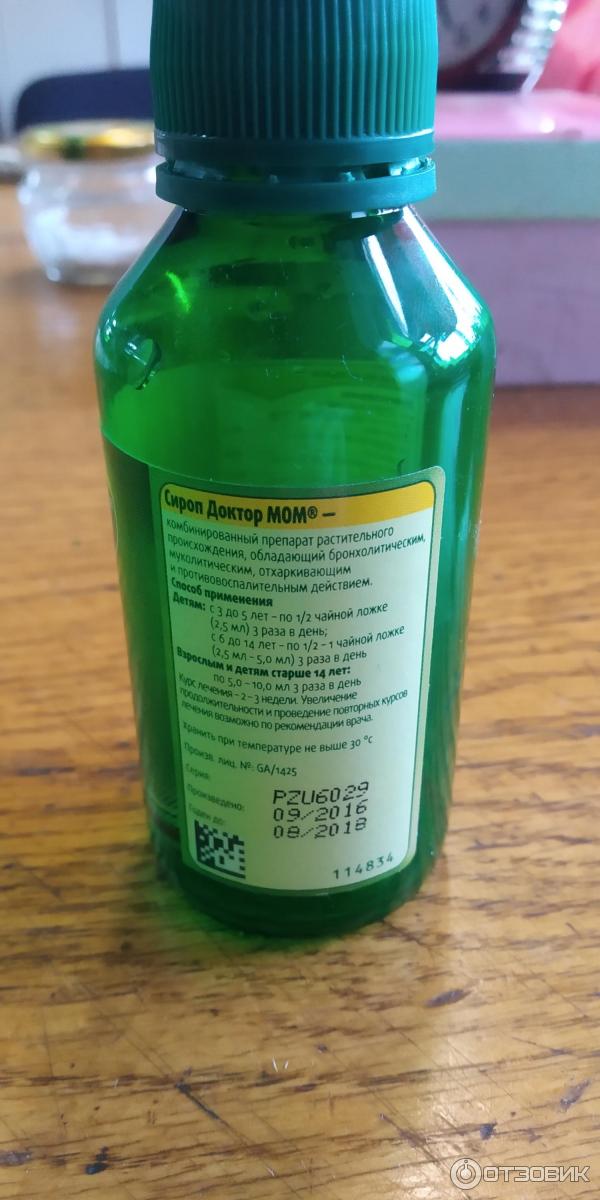 Сироп Доктор МОМ® –
комбинированный препарат растительного
происхождения, обладающий бронхолитическим,
муколитическим, отхаркивающим
и противовоспалительным действием.
Способ применения
Детям: с 3 до 5 лет – по 1/2 чайной ложке
(2,5 мл) 3 раза в день;
с 6 до 14 лет – по 1/2 - 1 чайной ложке
(2,5 мл – 5,0 мл) 3 раза в день
Взрослым и детям старше 14 лет:
по 5,0 – 10,0 мл 3 раза в день
Курс лечения – 2 – 3 недели. Увеличение
продолжительности и проведение повторных курсов
лечения возможно по рекомендации врача.
Хранить при температуре не выше 30 °С
Произв. лиц. №: GA/1425
Серия: PZU6029
Произведено: 09/2016
Годен до: 08/2018
114834
ОТЗОВИК